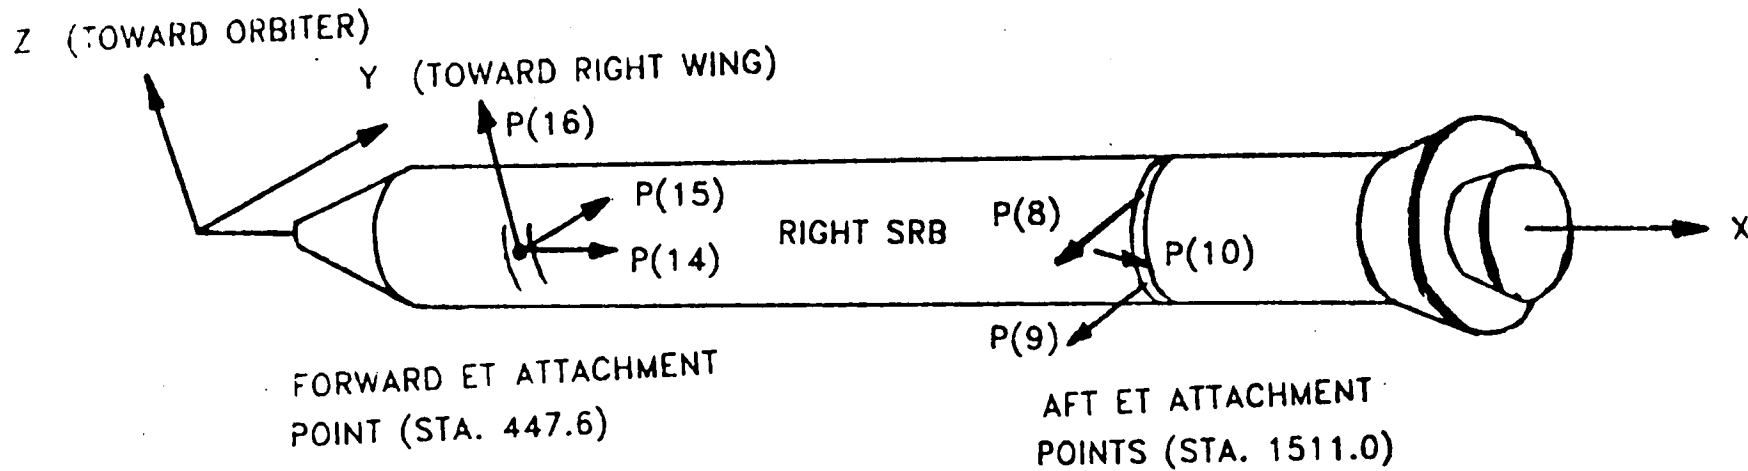 Z (TOWARD ORBITER)
Y (TOWARD RIGHT WING)
P(16)
P(15)
P(14)
RIGHT SRB
P(8)
P(10)
P(9)
X
FORWARD ET ATTACHMENT
POINT (STA. 447.6)
AFT ET ATTACHMENT
POINTS (STA. 1511.0)